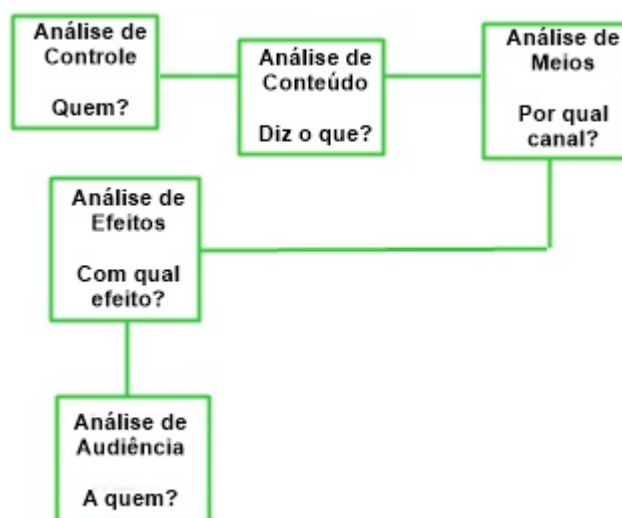 Análise de
Controle
Quem?
Análise de
Conteúdo
Diz o que?
Análise de
Meios
Por qual
canal?
Análise de
Efeitos
Com qual
efeito?
Análise de
Audiência
A quem?